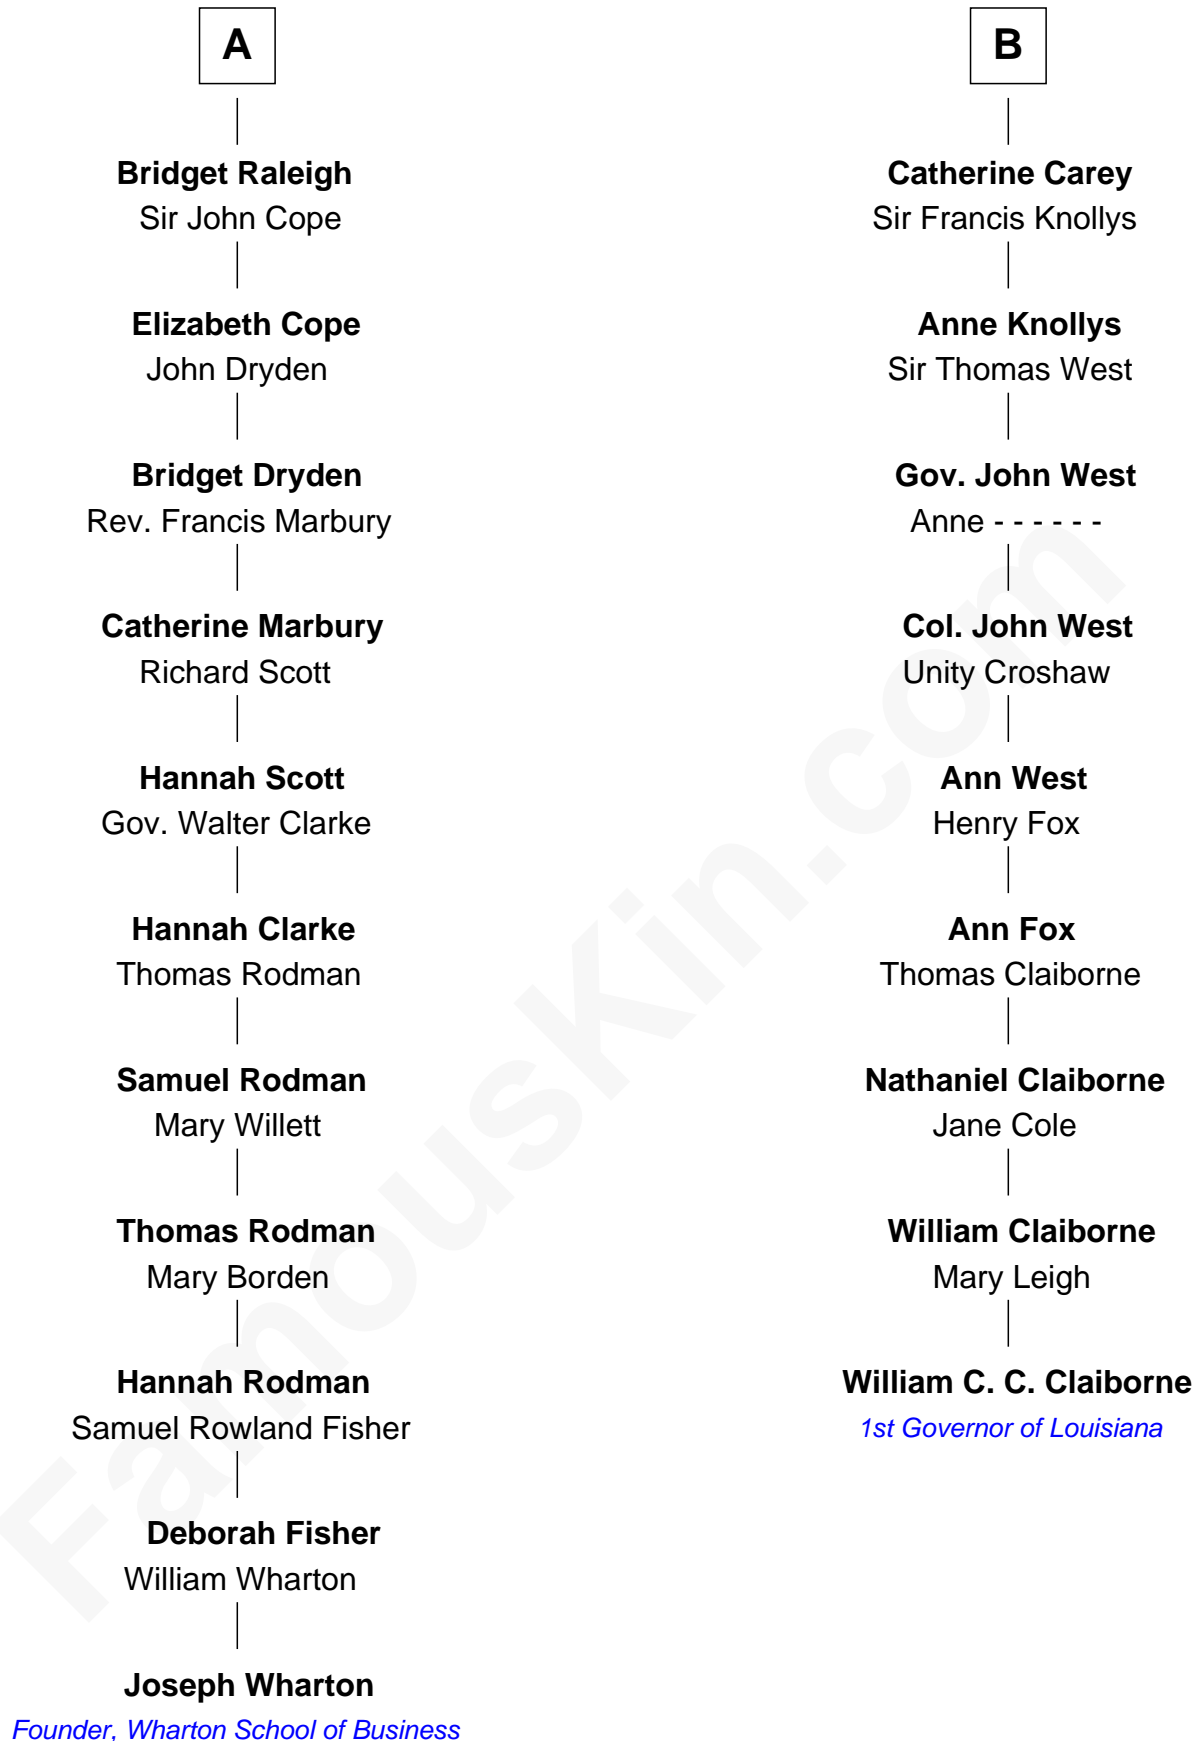 A
Bridget Raleigh
Sir John Cope
Elizabeth Cope
John Dryden
Bridget Dryden
Rev. Francis Marbury
Catherine Marbury
Richard Scott
Hannah Scott
Gov. Walter Clarke
Hannah Clarke
Thomas Rodman
Samuel Rodman
Mary Willett
Thomas Rodman
Mary Borden
Hannah Rodman
Samuel Rowland Fisher
Deborah Fisher
William Wharton
Joseph Wharton
Founder, Wharton School of Business
B
Catherine Carey
Sir Francis Knollys
Anne Knollys
Sir Thomas West
Gov. John West
Anne - - - - - -
Col. John West
Unity Croshaw
Ann West
Henry Fox
Ann Fox
Thomas Claiborne
Nathaniel Claiborne
Jane Cole
William Claiborne
Mary Leigh
William C. C. Claiborne
1st Governor of Louisiana
FamousKin.com